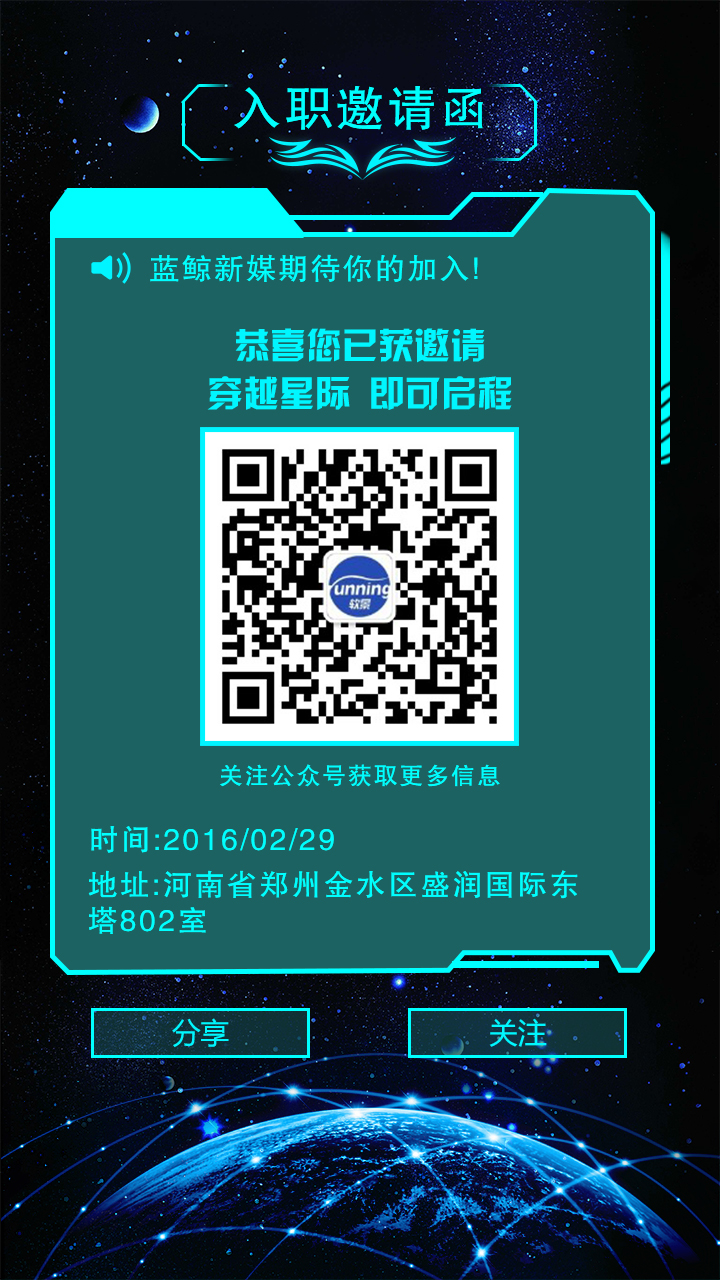 入职邀请函
蓝鲸新媒期待你的加入!
恭喜您已获邀请
穿越星际 即可启程
running
软景
关注公众号获取更多信息
时间:2016/02/29
地址:河南省郑州金水区盛润国际东
塔802室
分享
关注